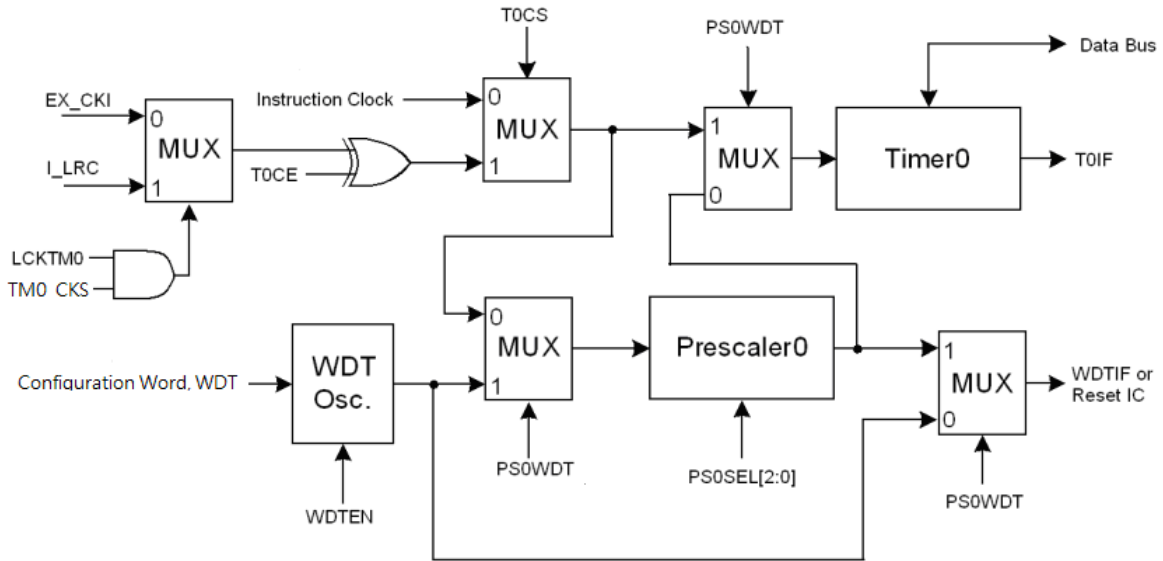 T0CS
PS0WDT
Data Bus
EX_CKI
0
MUX
I_LRC
1
Instruction Clock
0
MUX
1
T0CE
1
MUX
0
Timer0
T0IF
LCKTM0
TM0_CKS
Configuration Word, WDT
WDT
Osc.
WDTEN
0
MUX
1
PS0WDT
Prescaler0
PS0SEL[2:0]
1
MUX
0
WDTIF or
Reset IC
PS0WDT